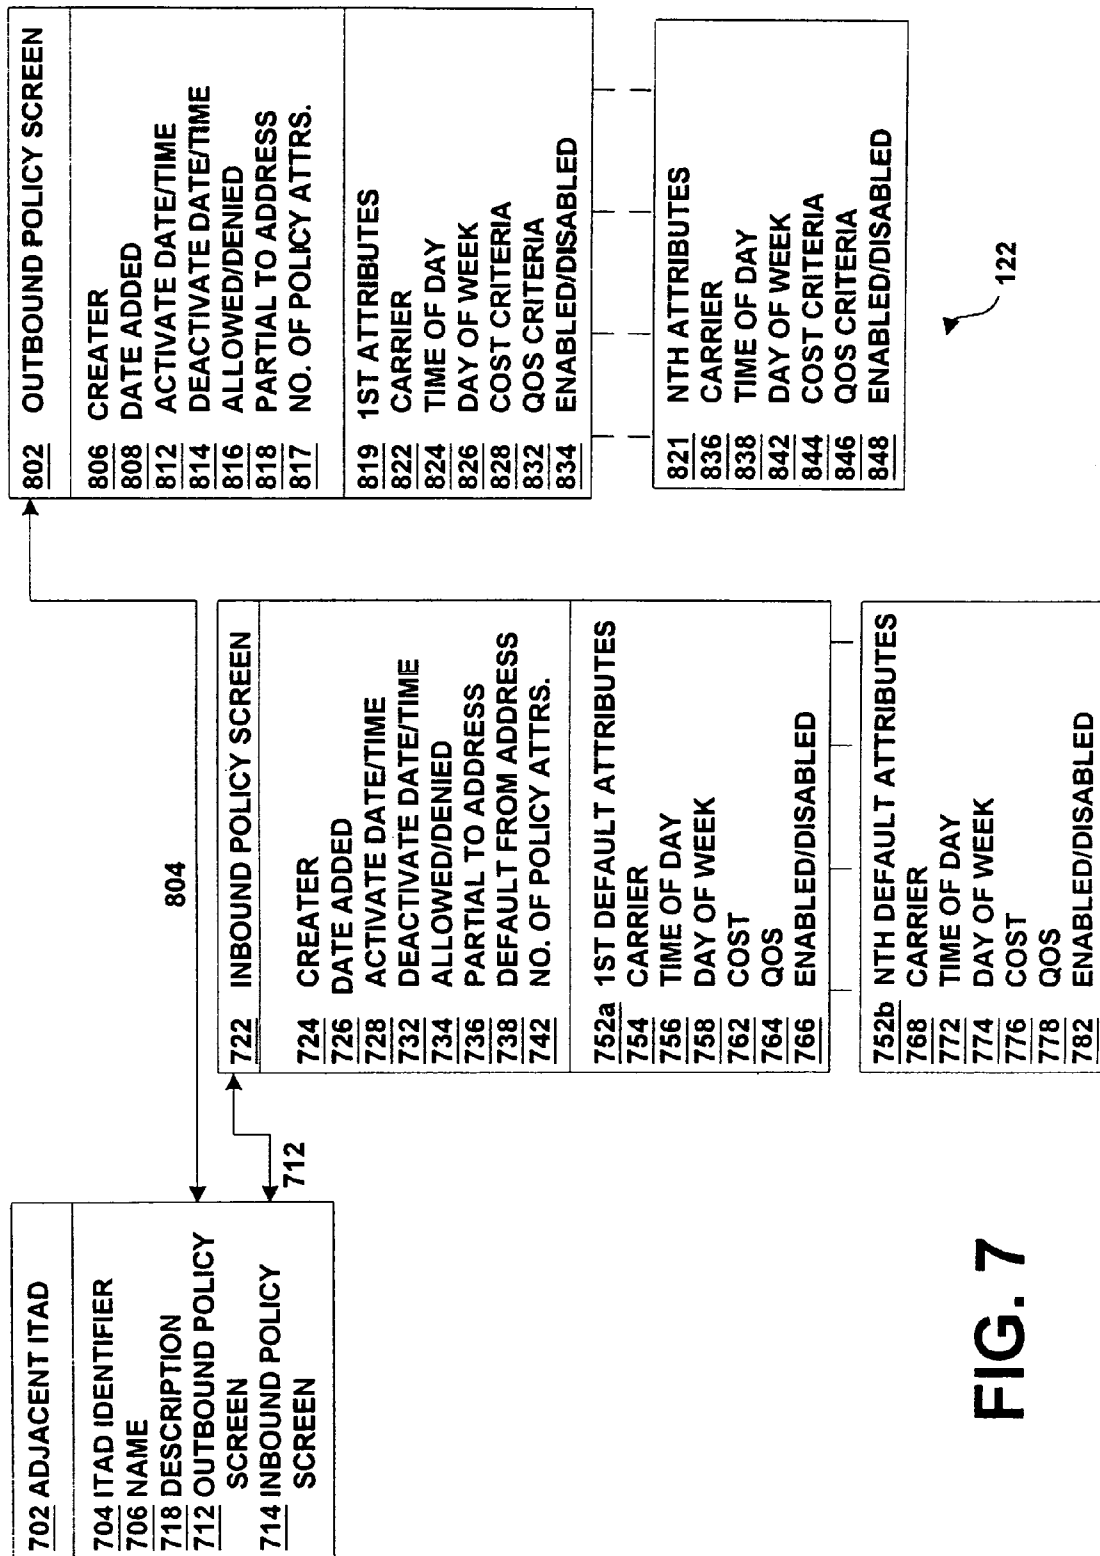 702 ADJACENT ITAD
704 ITAD IDENTIFIER
706 NAME
718 DESCRIPTION
712 OUTBOUND POLICY
SCREEN
714 INBOUND POLICY
SCREEN
804
712
722 INBOUND POLICY SCREEN
724 CREATER
726 DATE ADDED
728 ACTIVATE DATE/TIME
732 DEACTIVATE DATE/TIME
734 ALLOWED/DENIED
736 PARTIAL TO ADDRESS
738 DEFAULT FROM ADDRESS
742 NO. OF POLICY ATTRS.
752a 1ST DEFAULT ATTRIBUTES
754 CARRIER
756 TIME OF DAY
758 DAY OF WEEK
762 COST
764 QOS
766 ENABLED/DISABLED
752b NTH DEFAULT ATTRIBUTES
768 CARRIER
772 TIME OF DAY
774 DAY OF WEEK
776 COST
778 QOS
782 ENABLED/DISABLED
802 OUTBOUND POLICY SCREEN
806 CREATER
808 DATE ADDED
812 ACTIVATE DATE/TIME
814 DEACTIVATE DATE/TIME
816 ALLOWED/DENIED
818 PARTIAL TO ADDRESS
817 NO. OF POLICY ATTRS.
819 1ST ATTRIBUTES
822 CARRIER
824 TIME OF DAY
826 DAY OF WEEK
828 COST CRITERIA
832 QOS CRITERIA
834 ENABLED/DISABLED
821 NTH ATTRIBUTES
836 CARRIER
838 TIME OF DAY
842 DAY OF WEEK
844 COST CRITERIA
846 QOS CRITERIA
848 ENABLED/DISABLED
122
FIG. 7